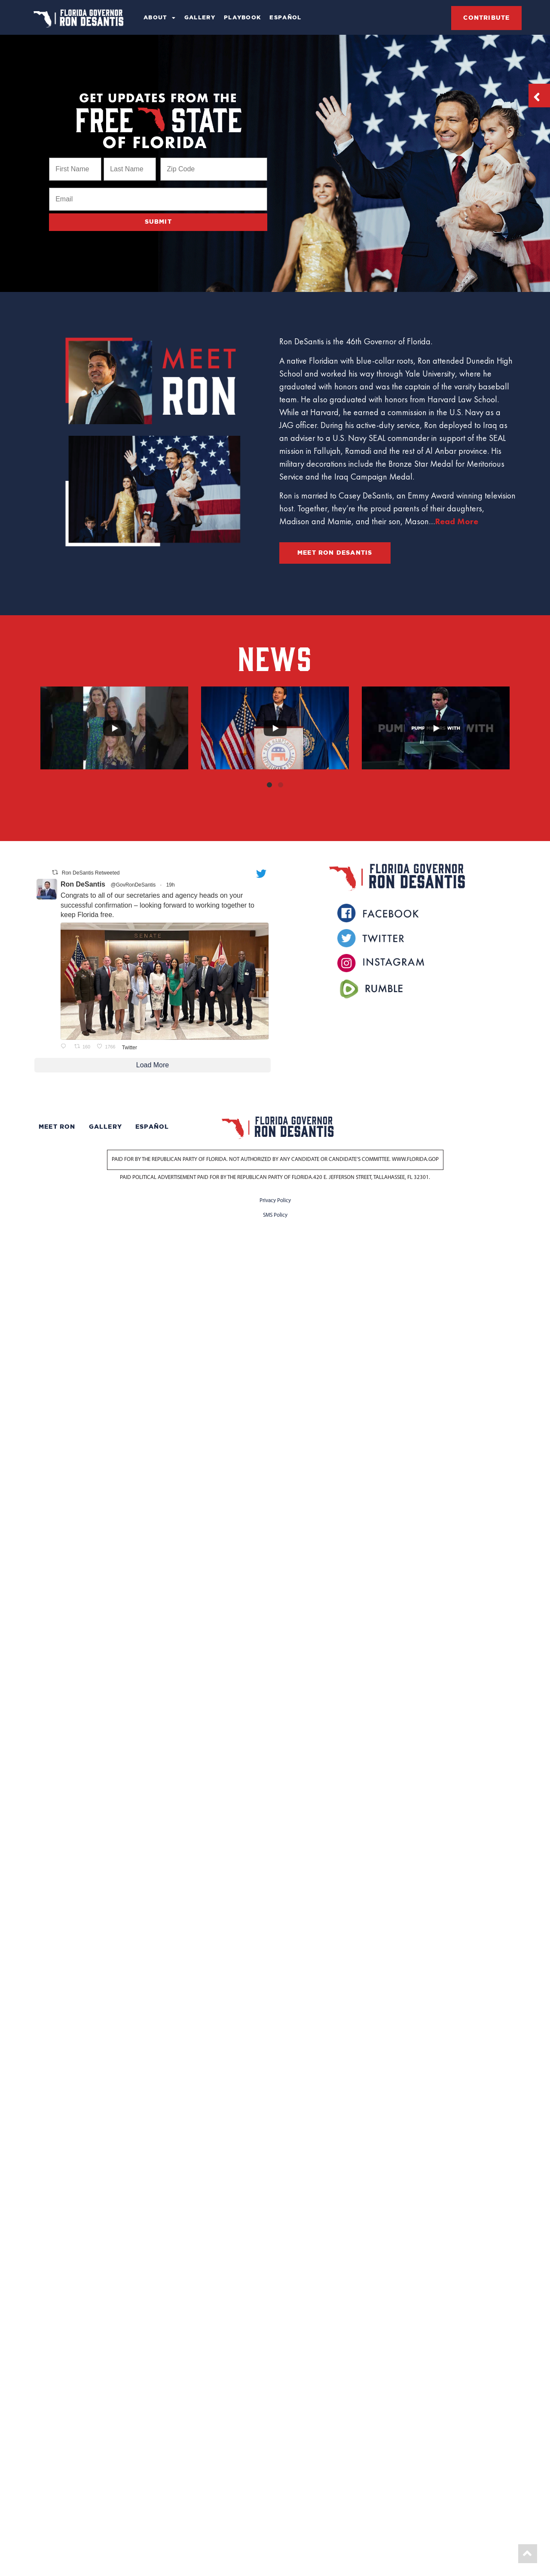 FLORIDA GOVERNOR
RON DESANTIS
ABOUT
GALLERY
PLAYBOOK
ESPAÑOL
CONTRIBUTE
GET UPDATES FROM THE
FREE STATE
OF FLORIDA
First Name
Last Name
Zip Code
Email
SUBMIT
MEET
RON
Ron DeSantis is the 46th Governor of Florida.
A native Floridian with blue-collar roots, Ron attended Dunedin High
School and worked his way through Yale University, where he
graduated with honors and was the captain of the varsity baseball
team. He also graduated with honors from Harvard Law School.
While at Harvard, he earned a commission in the U.S. Navy as a
JAG officer. During his active-duty service, Ron deployed to Iraq as
an adviser to a U.S. Navy SEAL commander in support of the SEAL
mission in Fallujah, Ramadi and the rest of Al Anbar province. His
military decorations include the Bronze Star Medal for Meritorious
Service and the Iraq Campaign Medal.
Ron is married to Casey DeSantis, an Emmy Award winning television
host. Together, they're the proud parents of their daughters,
Madison and Mamie, and their son, Mason...Read More
MEET RON DESANTIS
NEWS
Ron DeSantis Retweeted
Ron DeSantis @GovRonDeSantis · 19h
Congrats to all of our secretaries and agency heads on your
successful confirmation – looking forward to working together to
keep Florida free.
SENATE
Twitter
Load More
FLORIDA GOVERNOR
RON DESANTIS
FACEBOOK
TWITTER
INSTAGRAM
RUMBLE
MEET RON
GALLERY
ESPAÑOL
FLORIDA GOVERNOR
RON DESANTIS
PAID FOR BY THE REPUBLICAN PARTY OF FLORIDA. NOT AUTHORIZED BY ANY CANDIDATE OR CANDIDATE'S COMMITTEE. WWW.FLORIDA.GOP
PAID POLITICAL ADVERTISEMENT PAID FOR BY THE REPUBLICAN PARTY OF FLORIDA.420 E. JEFFERSON STREET, TALLAHASSEE, FL 32301.
Privacy Policy
SMS Policy